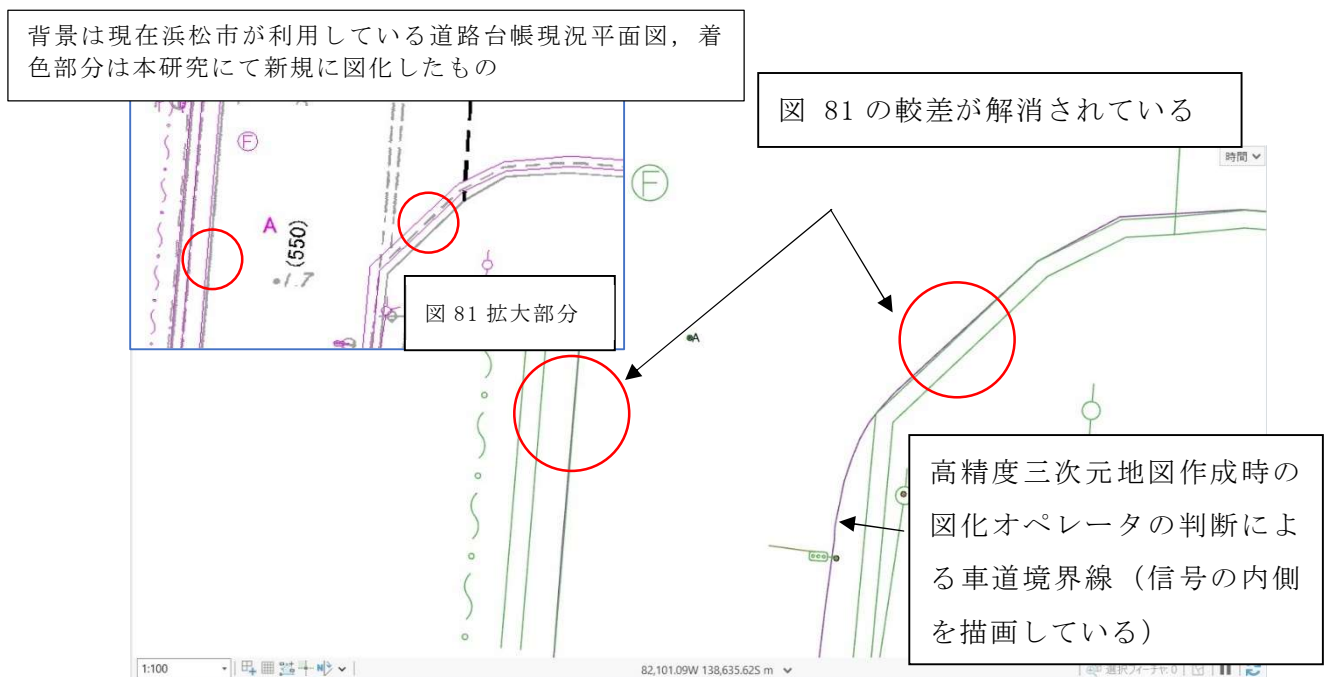 背景は現在浜松市が利用している道路台帳現況平面図, 着
色部分は本研究にて新規に図化したもの
図 81 の較差が解消されている
時間
F
F
A
(550)
1.7
図 81 拡大部分
A
高精度三次元地図作成時の
図化オペレータの判断によ
る車道境界線（信号の内側
を描画している）
1:100
82,101.09W 138,635.62S m
選択フィーチャ: 0